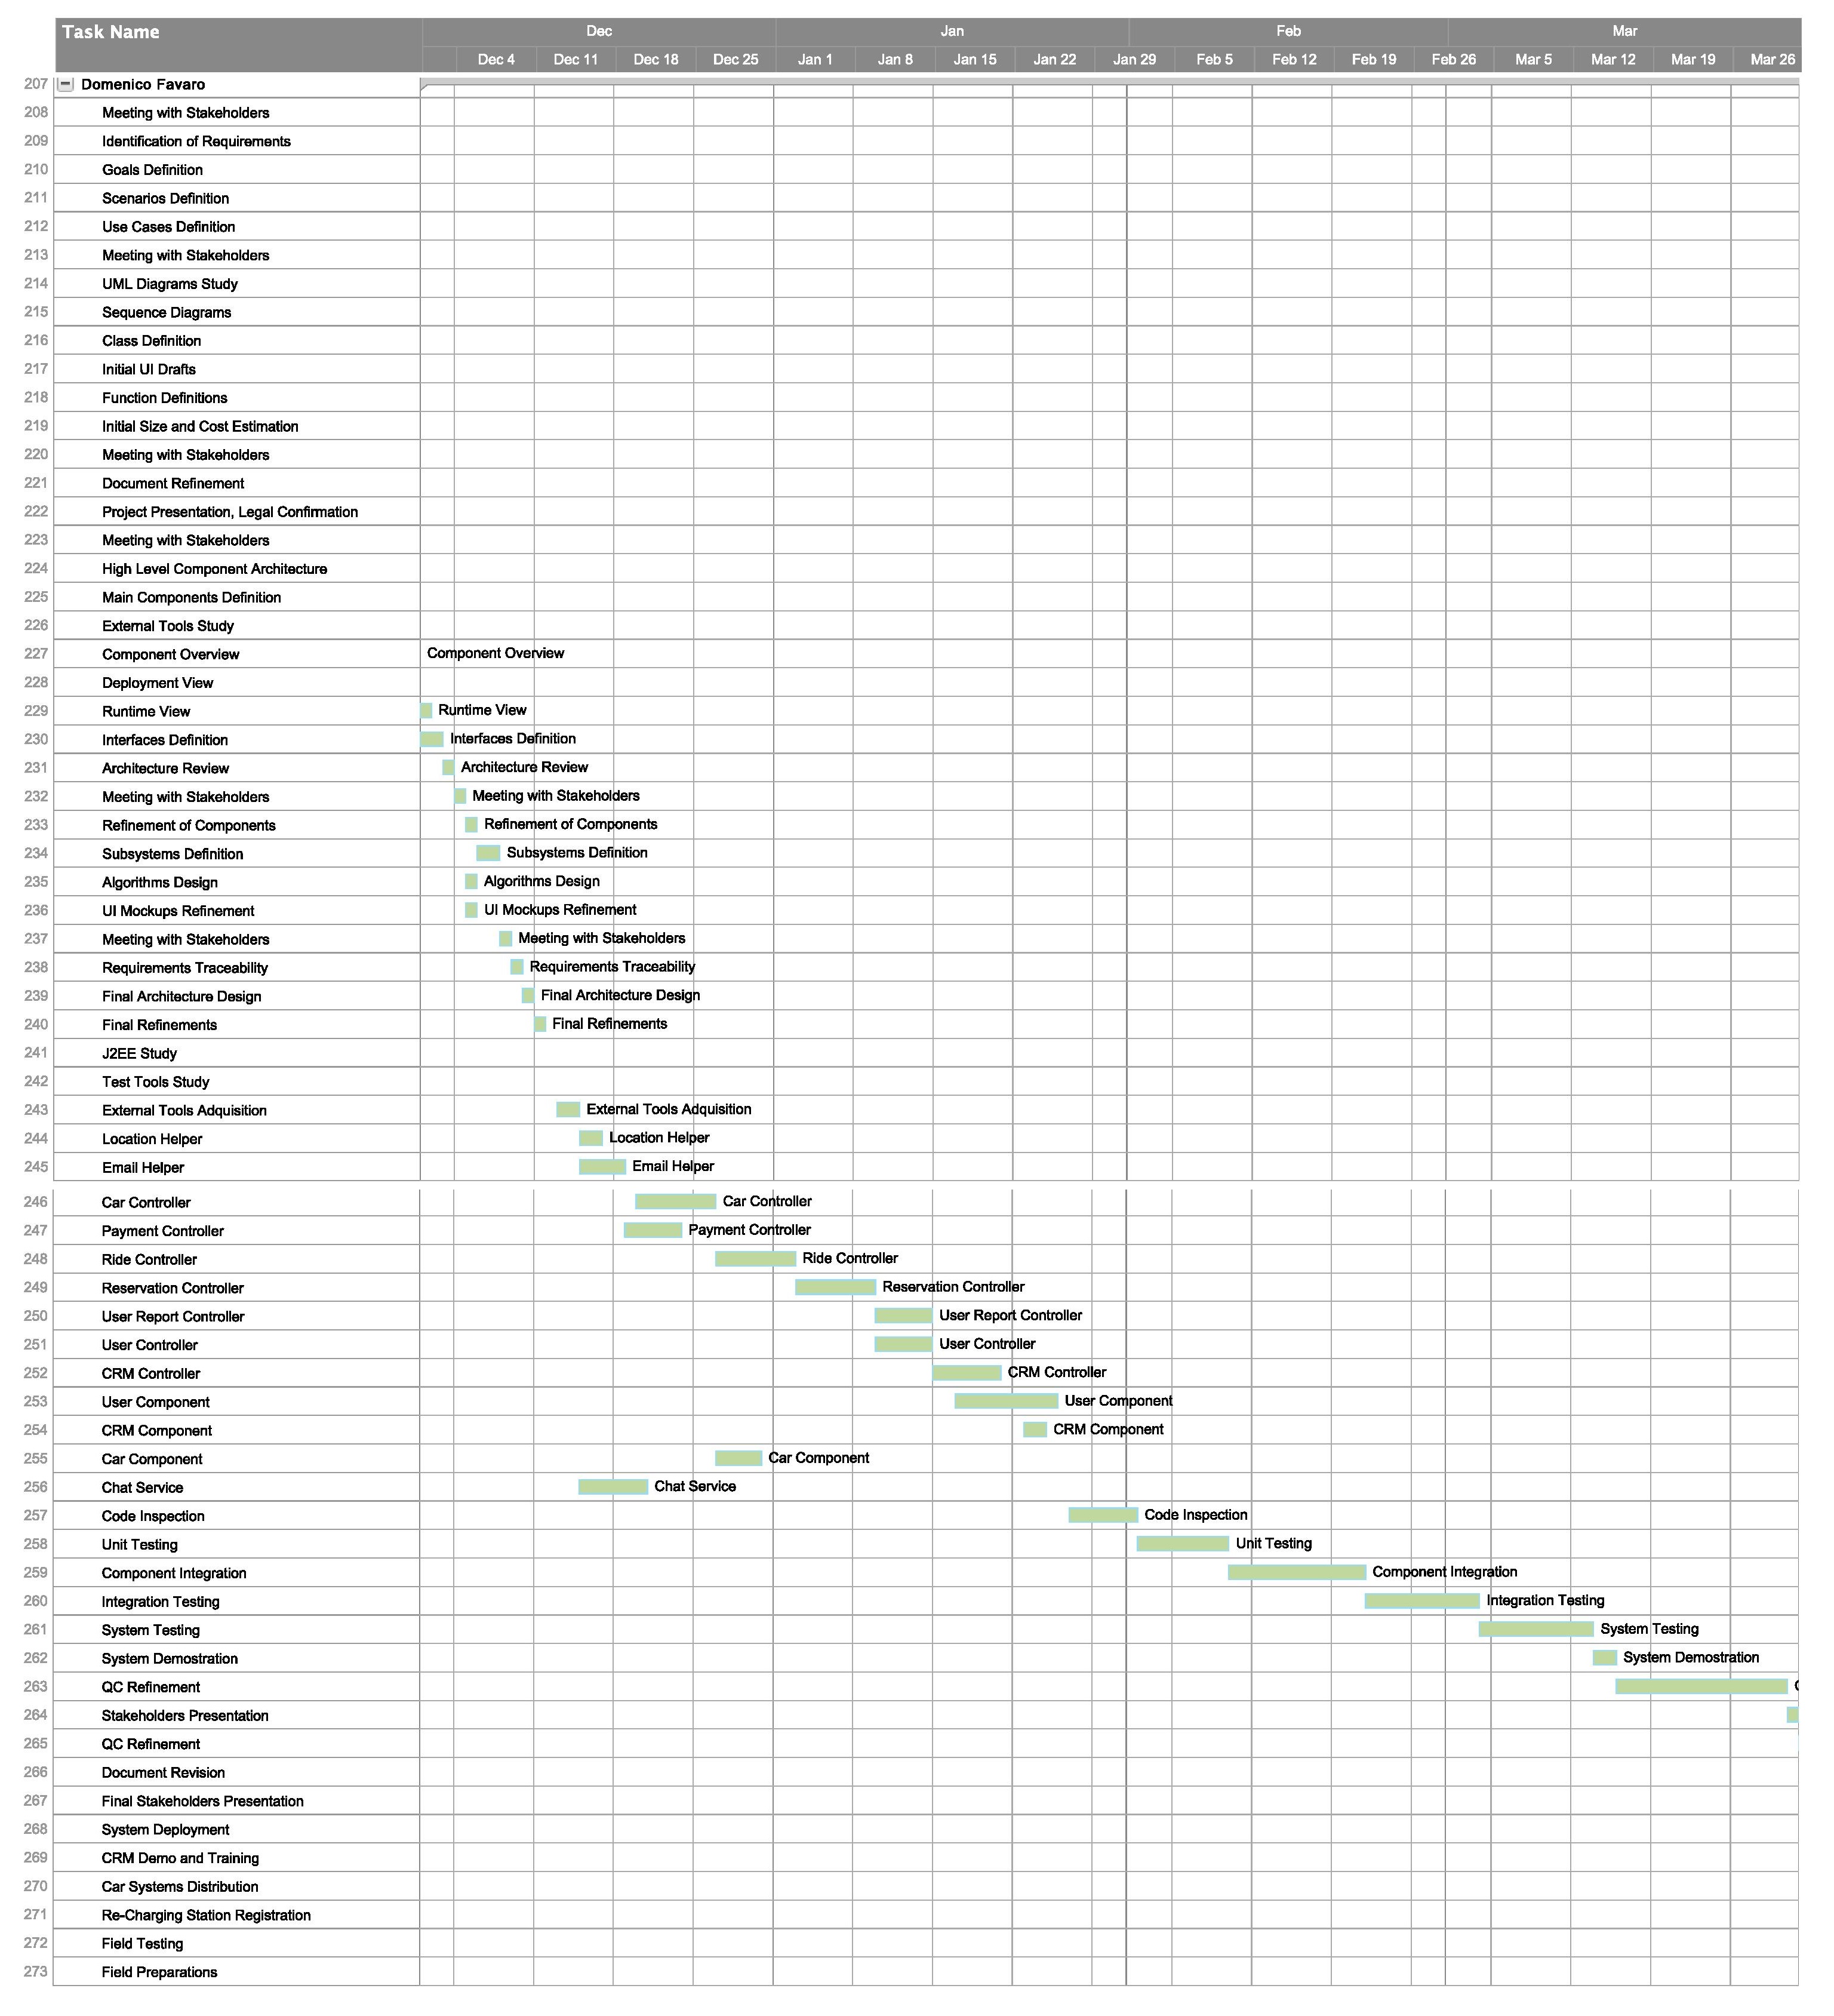 Task Name
Dec Jan Feb Mar
Dec 4 Dec 11 Dec 18 Dec 25 Jan 1 Jan 8 Jan 15 Jan 22 Jan 29 Feb 5 Feb 12 Feb 19 Feb 26 Mar 5 Mar 12 Mar 19 Mar 26
207 Domenico Favaro
208 Meeting with Stakeholders
209 Identification of Requirements
210 Goals Definition
211 Scenarios Definition
212 Use Cases Definition
213 Meeting with Stakeholders
214 UML Diagrams Study
215 Sequence Diagrams
216 Class Definition
217 Initial UI Drafts
218 Function Definitions
219 Initial Size and Cost Estimation
220 Meeting with Stakeholders
221 Document Refinement
222 Project Presentation, Legal Confirmation
223 Meeting with Stakeholders
224 High Level Component Architecture
225 Main Components Definition
226 External Tools Study
227 Component Overview Component Overview
228 Deployment View
229 Runtime View Runtime View
230 Interfaces Definition Interfaces Definition
231 Architecture Review Architecture Review
232 Meeting with Stakeholders Meeting with Stakeholders
233 Refinement of Components Refinement of Components
234 Subsystems Definition Subsystems Definition
235 Algorithms Design Algorithms Design
236 UI Mockups Refinement UI Mockups Refinement
237 Meeting with Stakeholders Meeting with Stakeholders
238 Requirements Traceability Requirements Traceability
239 Final Architecture Design Final Architecture Design
240 Final Refinements Final Refinements
241 J2EE Study
242 Test Tools Study
243 External Tools Adquisition External Tools Adquisition
244 Location Helper Location Helper
245 Email Helper Email Helper
246 Car Controller Car Controller
247 Payment Controller Payment Controller
248 Ride Controller Ride Controller
249 Reservation Controller Reservation Controller
250 User Report Controller User Report Controller
251 User Controller User Controller
252 CRM Controller CRM Controller
253 User Component User Component
254 CRM Component CRM Component
255 Car Component Car Component
256 Chat Service Chat Service
257 Code Inspection Code Inspection
258 Unit Testing Unit Testing
259 Component Integration Component Integration
260 Integration Testing Integration Testing
261 System Testing System Testing
262 System Demostration System Demostration
263 QC Refinement
264 Stakeholders Presentation
265 QC Refinement
266 Document Revision
267 Final Stakeholders Presentation
268 System Deployment
269 CRM Demo and Training
270 Car Systems Distribution
271 Re-Charging Station Registration
272 Field Testing
273 Field Preparations